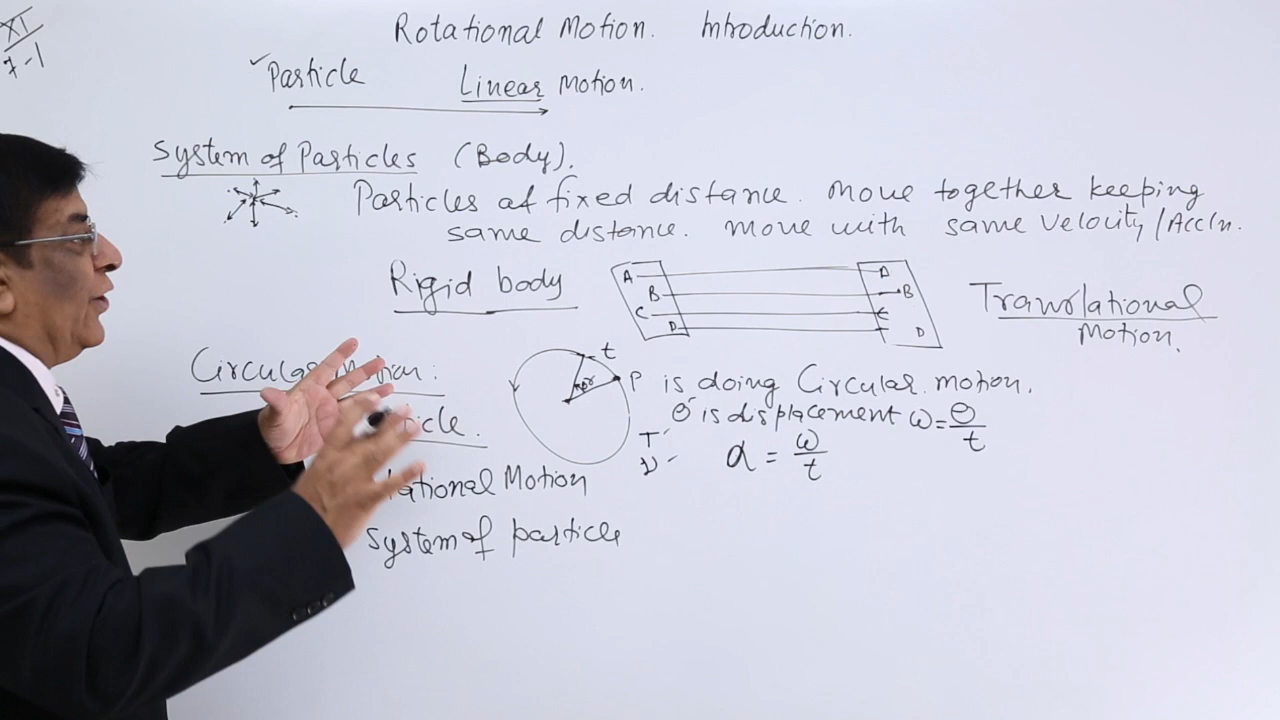 XI
7-1
Rotational Motion. Introduction.
Particle Linear Motion.
System of Particles (Body).
Particles at fixed distance. Move together keeping
same distance. move with same velocity / Accln.
Rigid body
A B C D
A B C D
Translational
Motion.
Circular Motion:
t
θ r
P is doing Circular motion.
θ is displacement ω = θ/t
T
ν
α = ω/t
System of particle